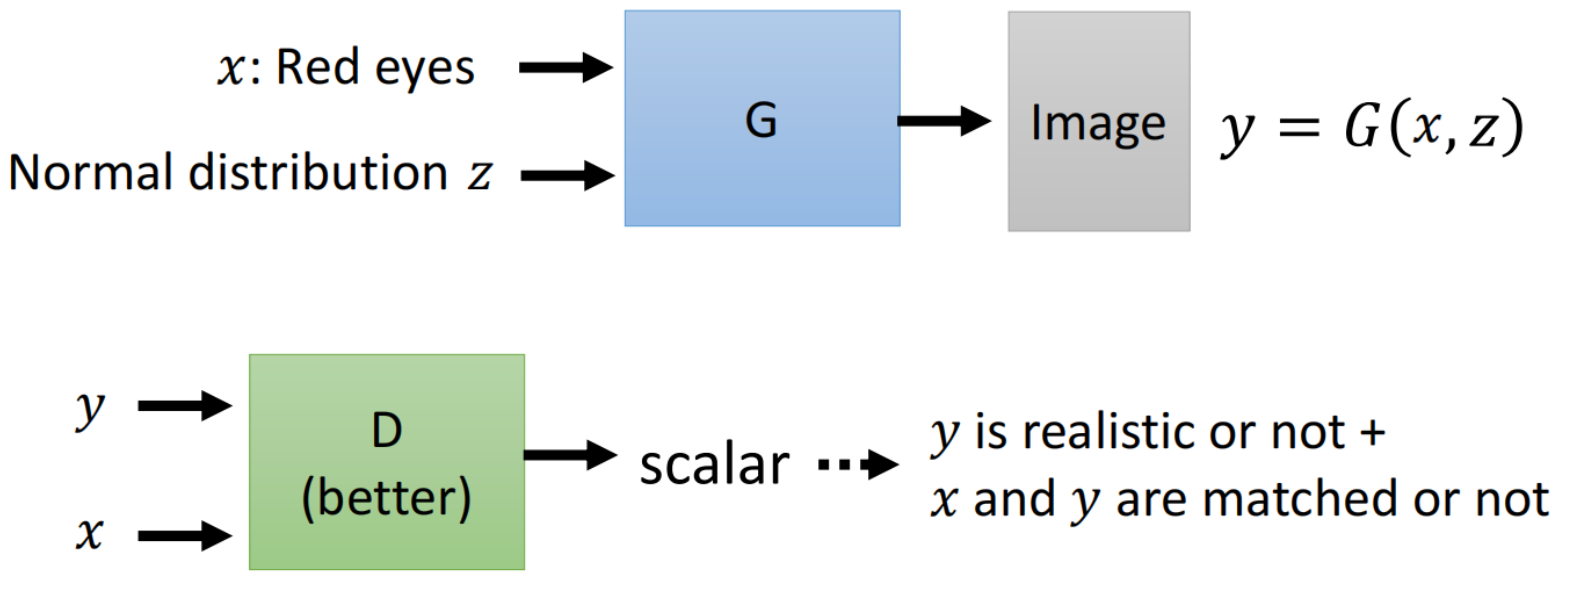 x: Red eyes
Normal distribution z
G
Image
y = G(x, z)
y
x
D
(better)
scalar
y is realistic or not +
x and y are matched or not